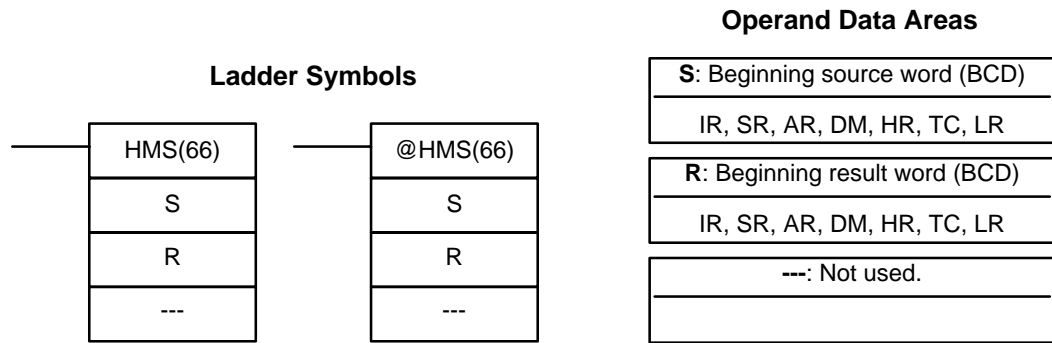 Operand Data Areas
Ladder Symbols
S: Beginning source word (BCD)
IR, SR, AR, DM, HR, TC, LR
HMS(66)
@HMS(66)
R: Beginning result word (BCD)
S
S
IR, SR, AR, DM, HR, TC, LR
R
R
---: Not used.
---
---